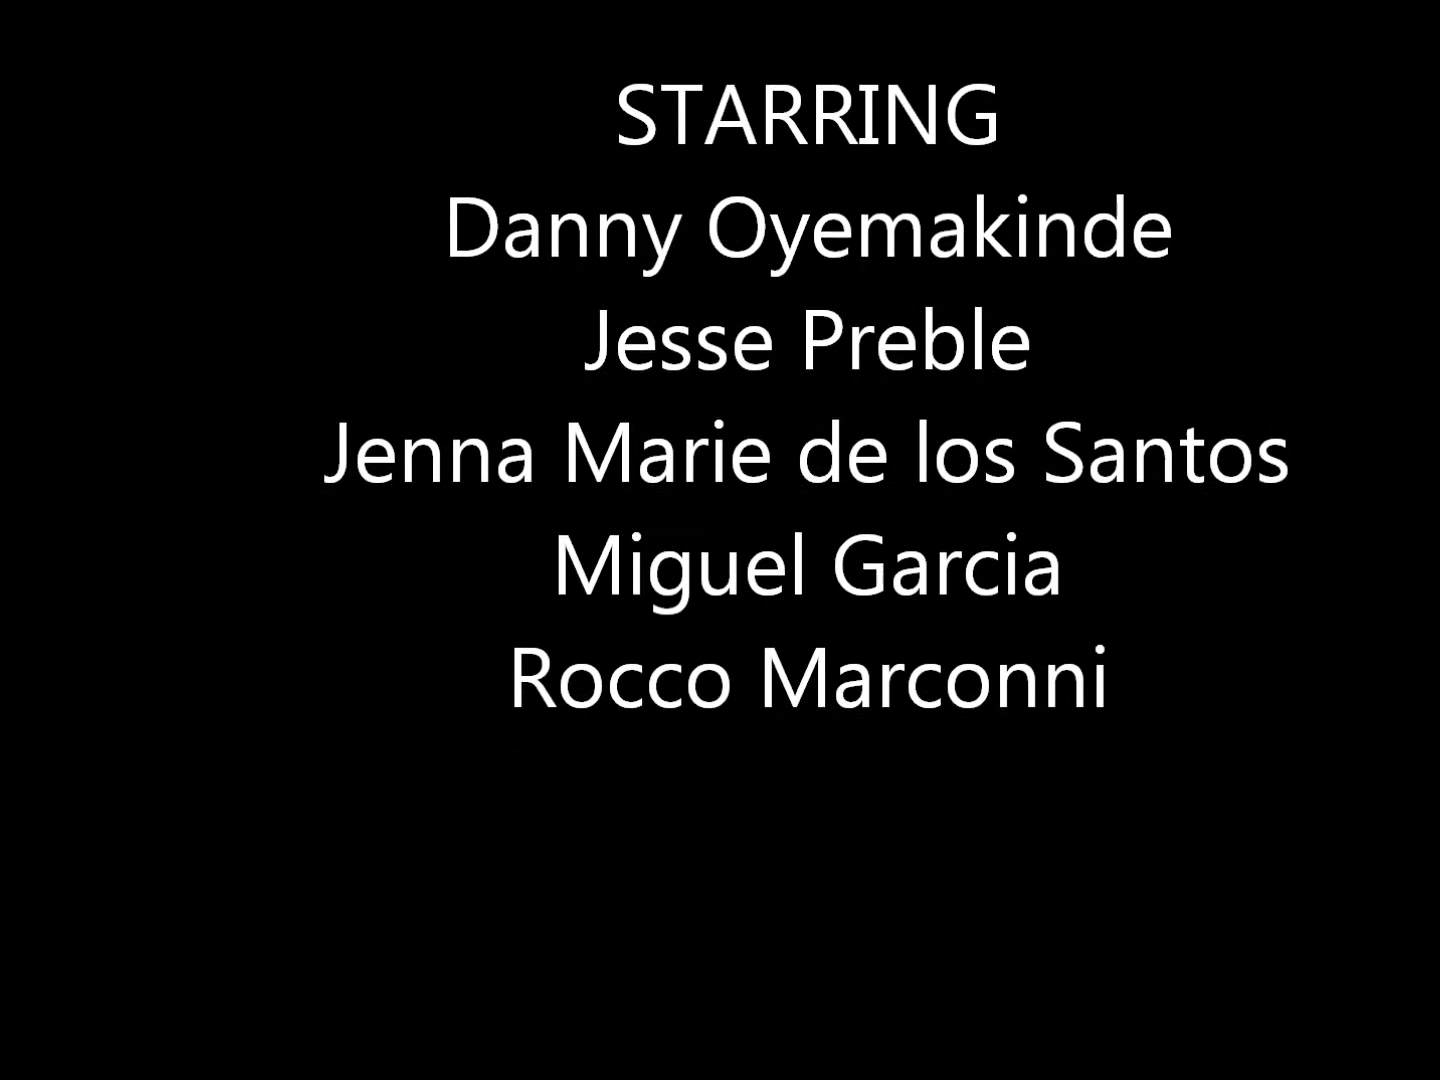 STARRING
Danny Oyemakinde
Jesse Preble
Jenna Marie de los Santos
Miguel Garcia
Rocco Marconni